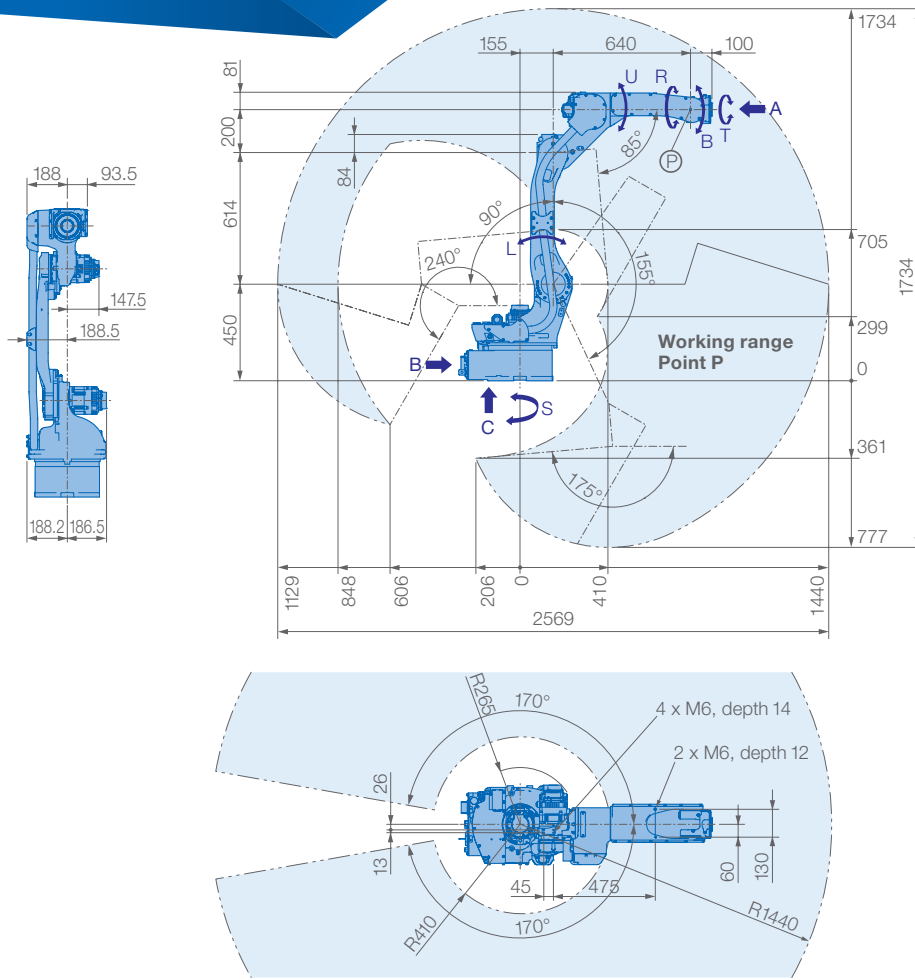 155
640
100
1734
81
200
84
614
450
U
R
A
B
T
P
85°
90°
L
240°
155°
705
1734
299
0
Working range
Point P
B
C
S
361
175°
777
188
93.5
147.5
188.5
188.2
186.5
1129
848
606
206
0
410
1440
2569
R265
170°
4 x M6, depth 14
2 x M6, depth 12
26
13
45
475
60
130
R410
170°
R1440